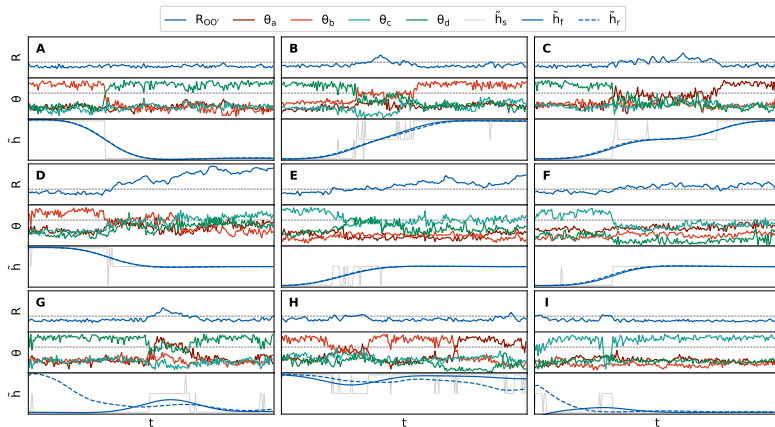 R_OO′ θ_a θ_b θ_c θ_d h̃_s h̃_f h̃_r
A B C
R
θ
h̃
D E F
R
θ
h̃
G H I
R
θ
h̃
t t t